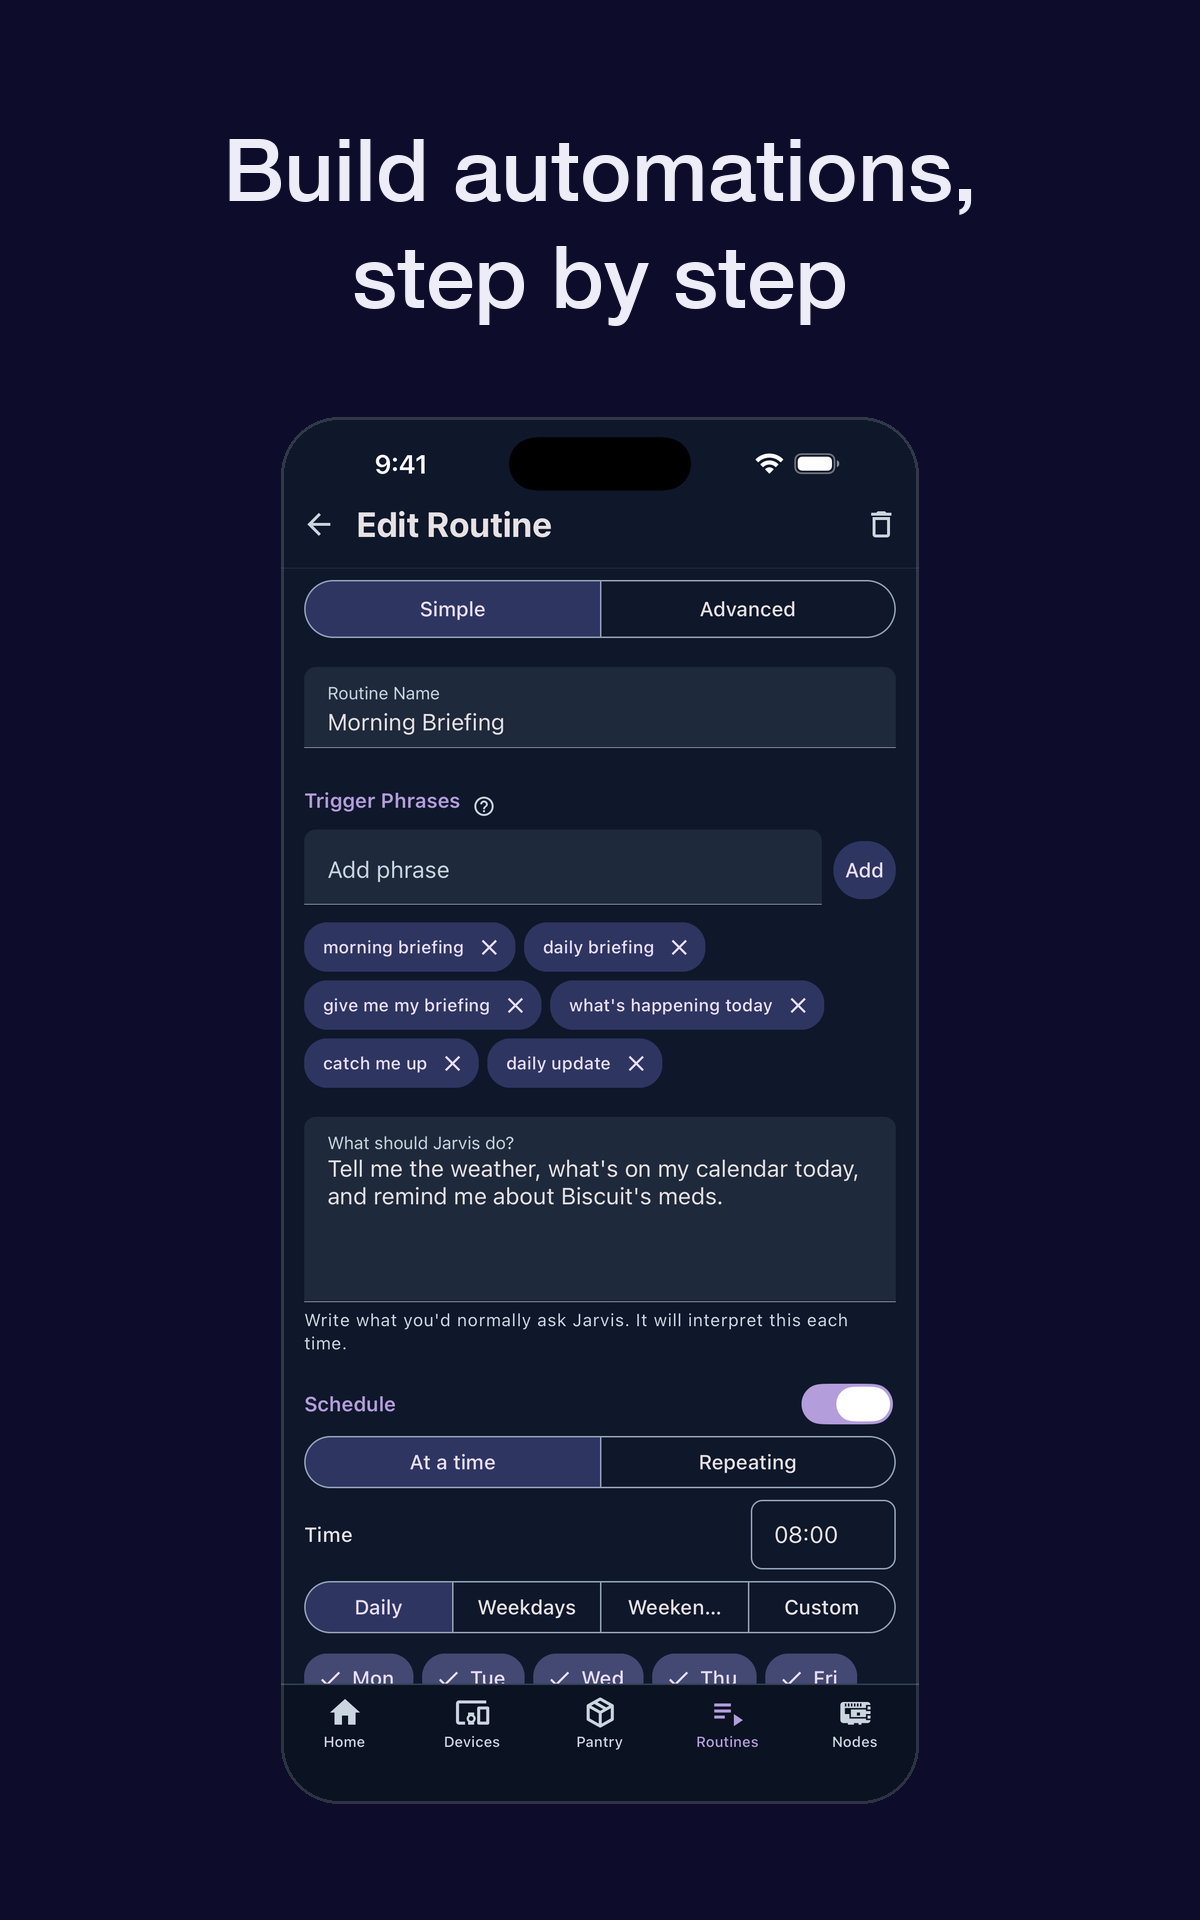 Build automations,
step by step
9:41
Edit Routine
Simple Advanced
Routine Name
Morning Briefing
Trigger Phrases
Add phrase Add
morning briefing daily briefing
give me my briefing what's happening today
catch me up daily update
What should Jarvis do?
Tell me the weather, what's on my calendar today,
and remind me about Biscuit's meds.
Write what you'd normally ask Jarvis. It will interpret this each
time.
Schedule
At a time Repeating
Time 08:00
Daily Weekdays Weeken... Custom
Mon Tue Wed Thu Fri
Home Devices Pantry Routines Nodes